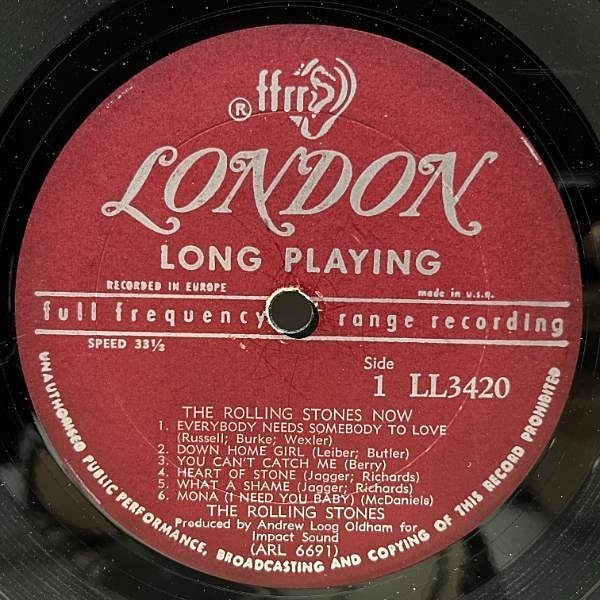 ffrr
®
LONDON
LONG PLAYING
RECORDED IN EUROPE
made in u.s.a.
full frequency range recording
SPEED 33⅓
Side
1 LL3420
THE ROLLING STONES NOW
1. EVERYBODY NEEDS SOMEBODY TO LOVE
(Russell; Burke; Wexler)
2. DOWN HOME GIRL (Leiber; Butler)
3. YOU CAN'T CATCH ME (Berry)
4. HEART OF STONE (Jagger; Richards)
5. WHAT A SHAME (Jagger; Richards)
6. MONA (I NEED YOU BABY) (McDaniels)
THE ROLLING STONES
Produced by Andrew Loog Oldham for
Impact Sound
(ARL 6691)
UNAUTHORISED PUBLIC PERFORMANCE, BROADCASTING AND COPYING OF THIS RECORD PROHIBITED